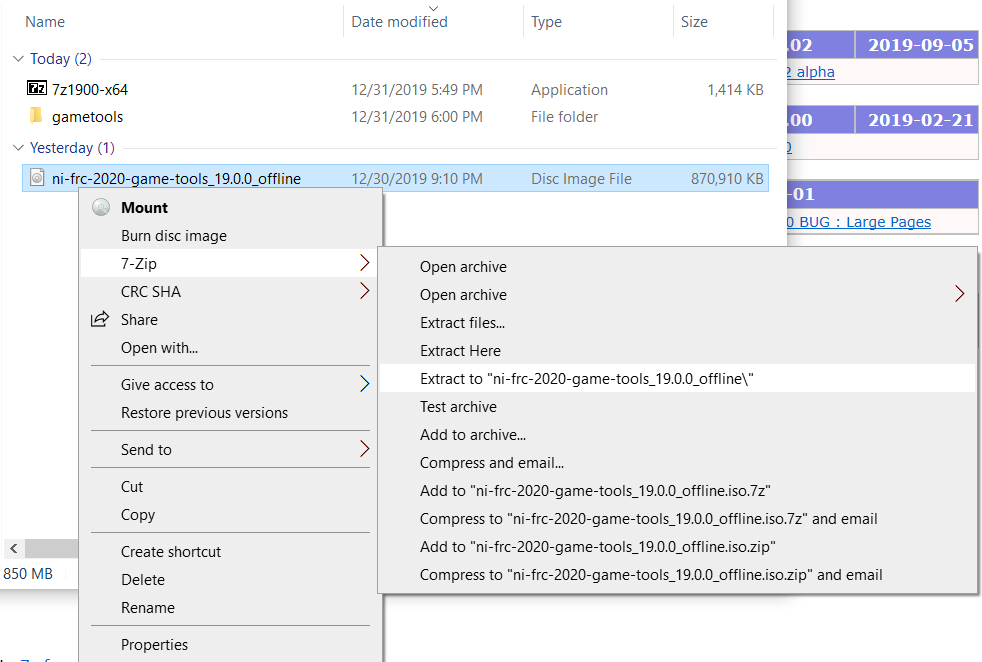 Name Date modified Type Size
Today (2)
7z1900-x64 12/31/2019 5:49 PM Application 1,414 KB
gametools 12/31/2019 6:00 PM File folder
Yesterday (1)
ni-frc-2020-game-tools_19.0.0_offline 12/30/2019 9:10 PM Disc Image File 870,910 KB
850 MB
Mount
Burn disc image
7-Zip
CRC SHA
Share
Open with...
Give access to
Restore previous versions
Send to
Cut
Copy
Create shortcut
Delete
Rename
Properties
Open archive
Open archive
Extract files...
Extract Here
Extract to "ni-frc-2020-game-tools_19.0.0_offline\"
Test archive
Add to archive...
Compress and email...
Add to "ni-frc-2020-game-tools_19.0.0_offline.iso.7z"
Compress to "ni-frc-2020-game-tools_19.0.0_offline.iso.7z" and email
Add to "ni-frc-2020-game-tools_19.0.0_offline.iso.zip"
Compress to "ni-frc-2020-game-tools_19.0.0_offline.iso.zip" and email
.02 2019-09-05
2 alpha
.00 2019-02-21
0
-01
0 BUG : Large Pages